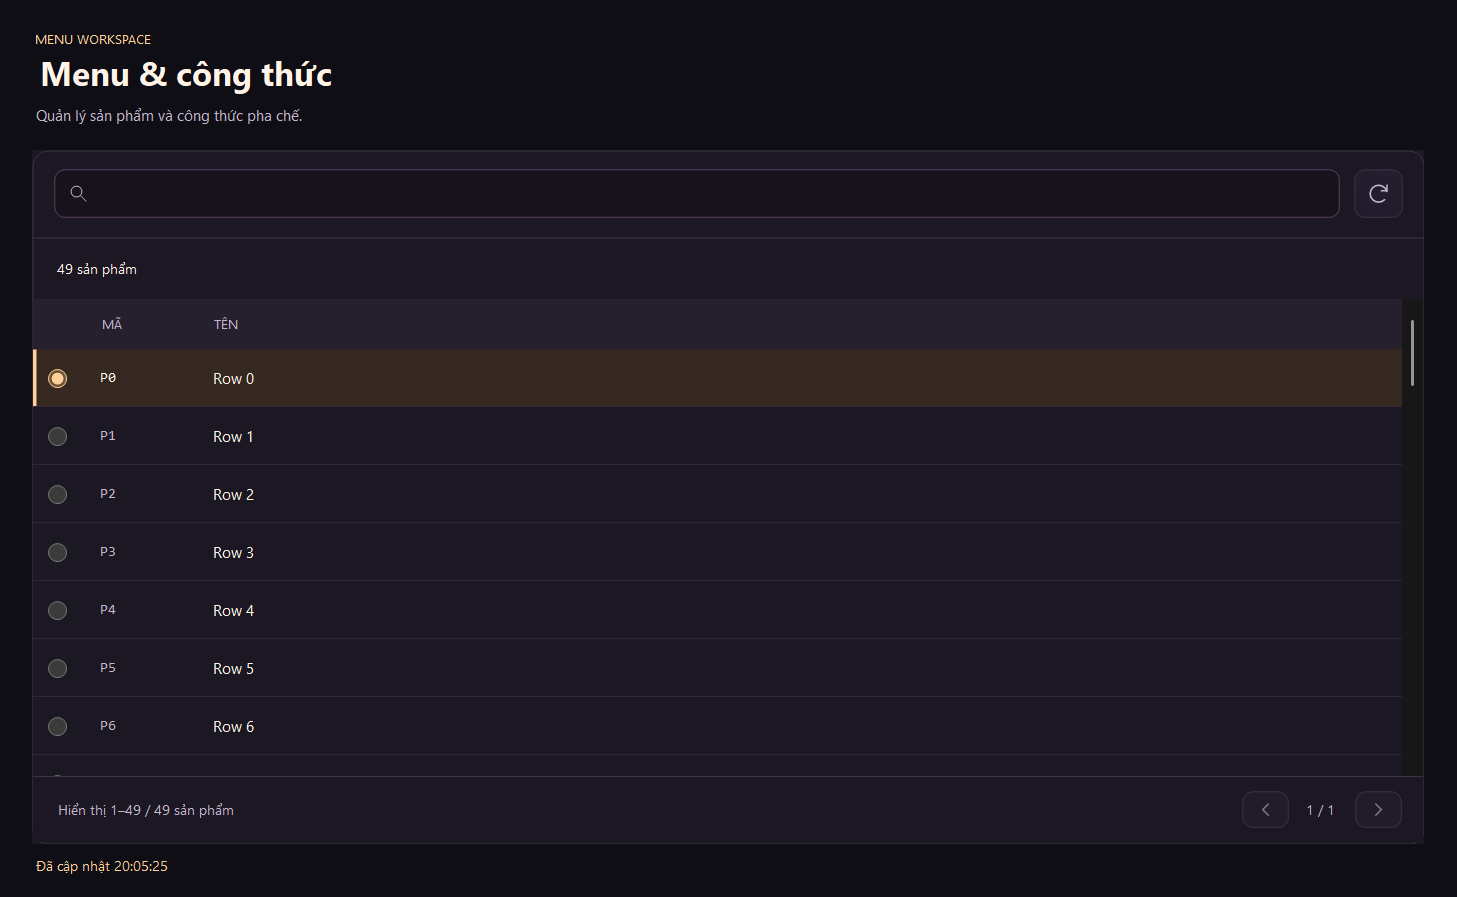 MENU WORKSPACE
Menu & công thức
Quản lý sản phẩm và công thức pha chế.
49 sản phẩm
MÃ TÊN
P0 Row 0
P1 Row 1
P2 Row 2
P3 Row 3
P4 Row 4
P5 Row 5
P6 Row 6
Hiển thị 1–49 / 49 sản phẩm 1 / 1
Đã cập nhật 20:05:25